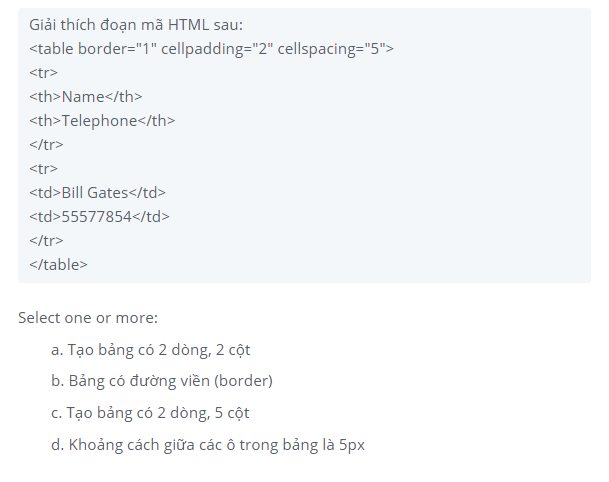 Giải thích đoạn mã HTML sau:
<table border="1" cellpadding="2" cellspacing="5">
<tr>
<th>Name</th>
<th>Telephone</th>
</tr>
<tr>
<td>Bill Gates</td>
<td>55577854</td>
</tr>
</table>
Select one or more:
a. Tạo bảng có 2 dòng, 2 cột
b. Bảng có đường viền (border)
c. Tạo bảng có 2 dòng, 5 cột
d. Khoảng cách giữa các ô trong bảng là 5px